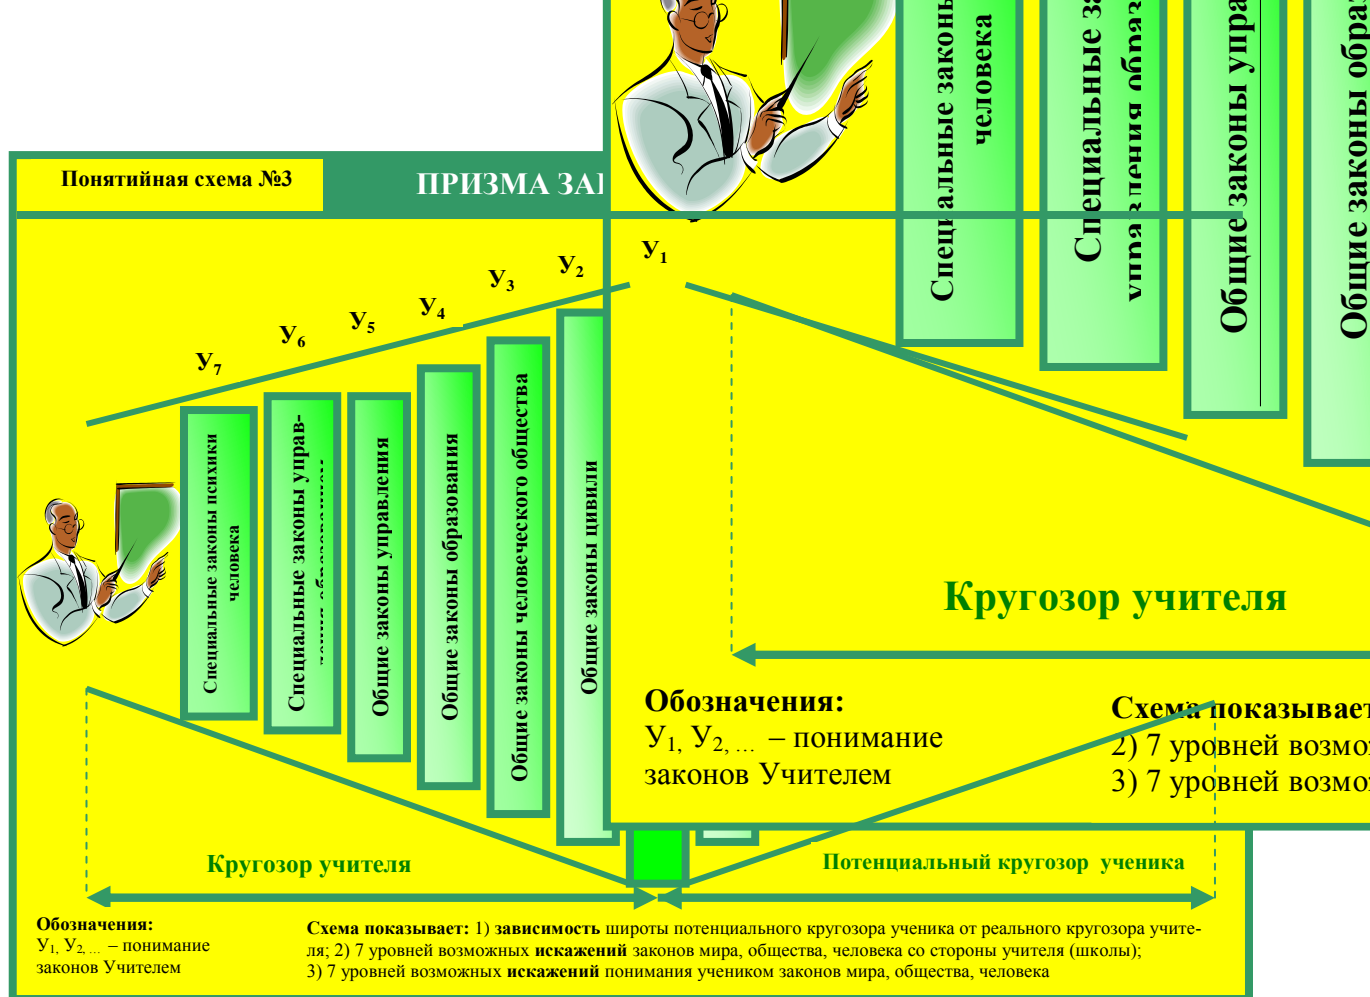 Понятийная схема №3
ПРИЗМА ЗА
У7
У6
У5
У4
У3
У2
У1
Специальные законы психики
человека
Специальные законы управ-
Общие законы управления
Общие законы образования
Общие законы человеческого общества
Общие законы цивили
Специальные законы
человека
Специальные за
управления образ
Общие законы упра
Общие законы образ
Кругозор учителя
Обозначения:
У1, У2, … – понимание
законов Учителем
Схема показывает
2) 7 уровней возмо
3) 7 уровней возмо
Кругозор учителя
Потенциальный кругозор ученика
Обозначения:
У1, У2, ... – понимание
законов Учителем
Схема показывает: 1) зависимость широты потенциального кругозора ученика от реального кругозора учите-
ля; 2) 7 уровней возможных искажений законов мира, общества, человека со стороны учителя (школы);
3) 7 уровней возможных искажений понимания учеником законов мира, общества, человека